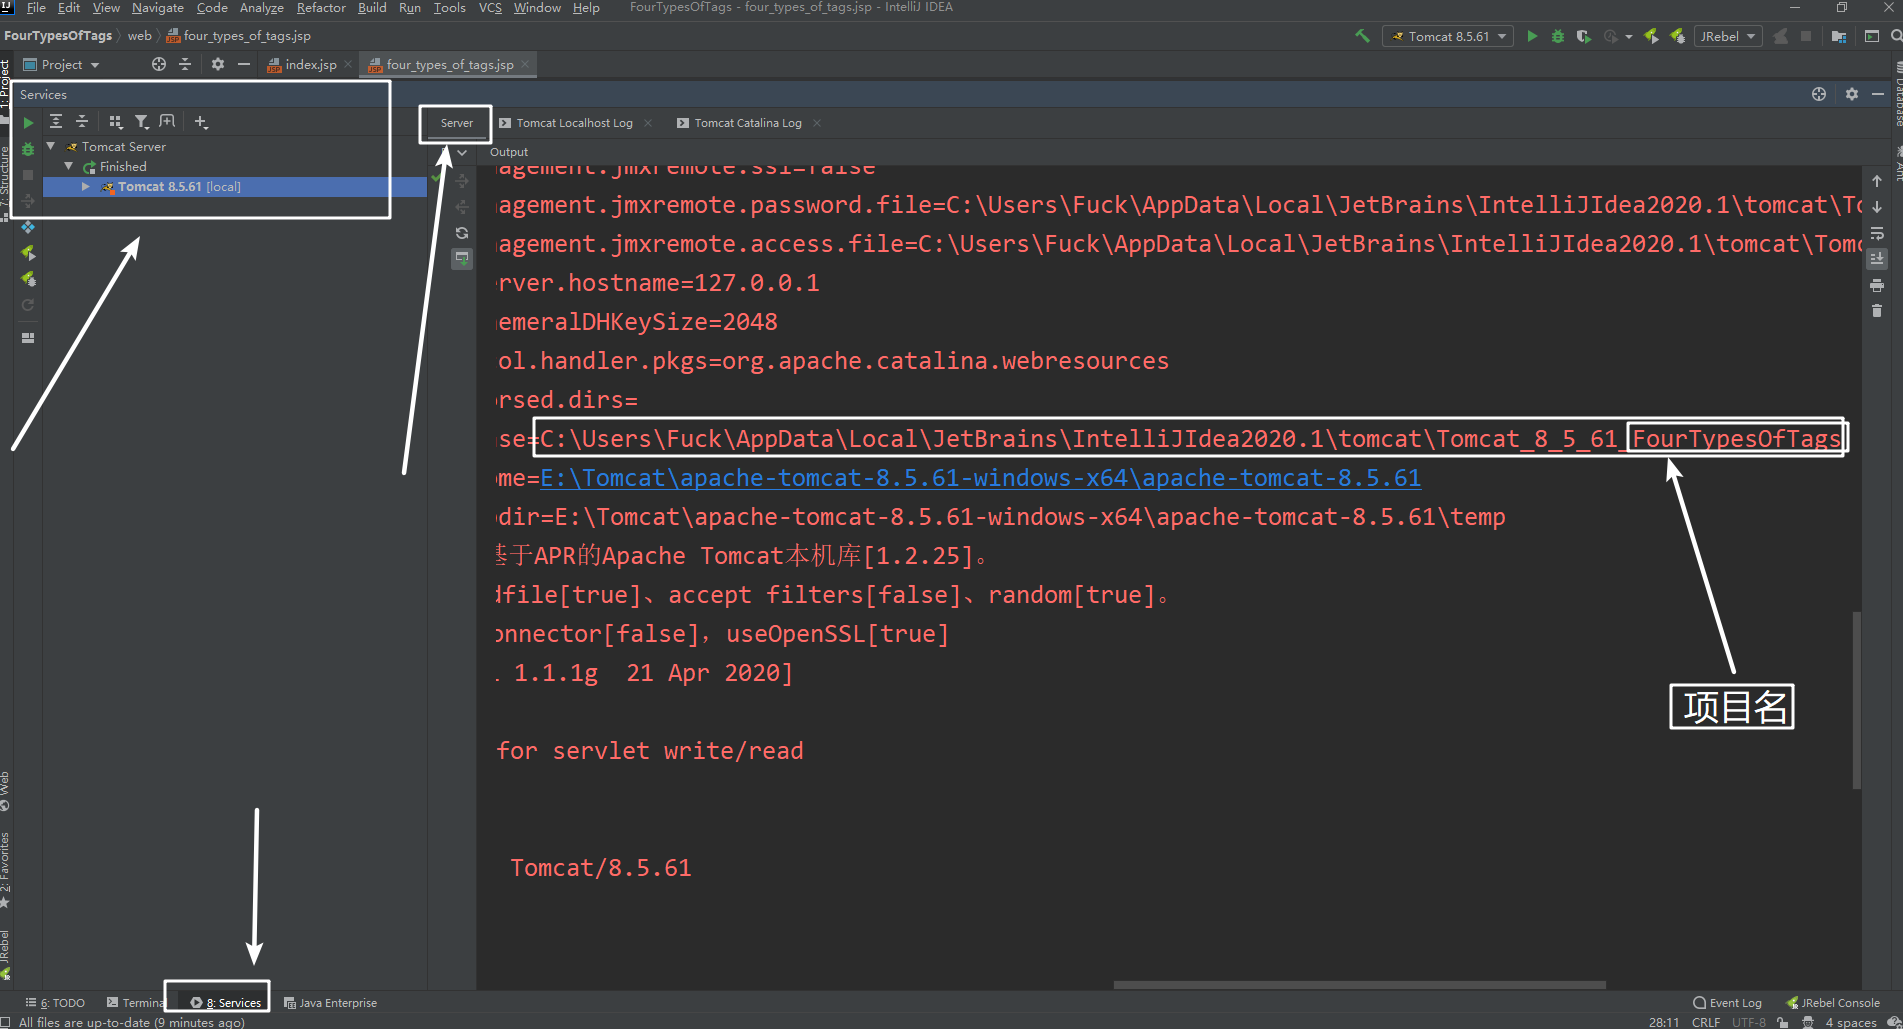 File Edit View Navigate Code Analyze Refactor Build Run Tools VCS Window Help FourTypesOfTags - four_types_of_tags.jsp - IntelliJ IDEA
FourTypesOfTags web four_types_of_tags.jsp Tomcat 8.5.61 JRebel
1: Project Project index.jsp four_types_of_tags.jsp
Services
Server Tomcat Localhost Log Tomcat Catalina Log
Tomcat Server Output
Finished
Tomcat 8.5.61 [local]
7: Structure
Database
Ant
agement.jmxremote.ssl=false
agement.jmxremote.password.file=C:\Users\Fuck\AppData\Local\JetBrains\IntelliJIdea2020.1\tomcat\To
agement.jmxremote.access.file=C:\Users\Fuck\AppData\Local\JetBrains\IntelliJIdea2020.1\tomcat\Tomc
rver.hostname=127.0.0.1
emeralDHKeySize=2048
ol.handler.pkgs=org.apache.catalina.webresources
rsed.dirs=
se=C:\Users\Fuck\AppData\Local\JetBrains\IntelliJIdea2020.1\tomcat\Tomcat_8_5_61_FourTypesOfTags
ome=E:\Tomcat\apache-tomcat-8.5.61-windows-x64\apache-tomcat-8.5.61
dir=E:\Tomcat\apache-tomcat-8.5.61-windows-x64\apache-tomcat-8.5.61\temp
基于APR的Apache Tomcat本机库[1.2.25]。
dfile[true]、accept filters[false]、random[true]。
onnector[false]，useOpenSSL[true]
1.1.1g 21 Apr 2020]
项目名
for servlet write/read
Web
2: Favorites
Tomcat/8.5.61
JRebel
6: TODO Termina 8: Services Java Enterprise Event Log JRebel Console
All files are up-to-date (9 minutes ago) 28:11 CRLF UTF-8 4 spaces